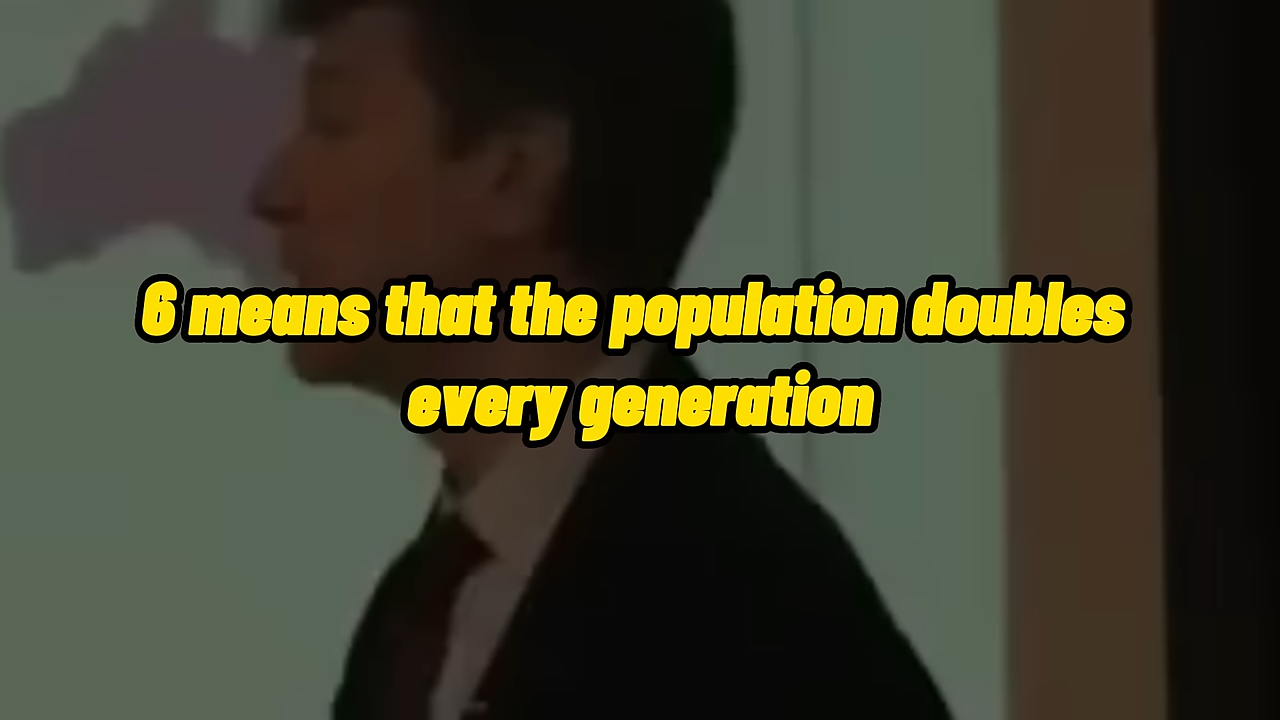 6 means that the population doubles
every generation